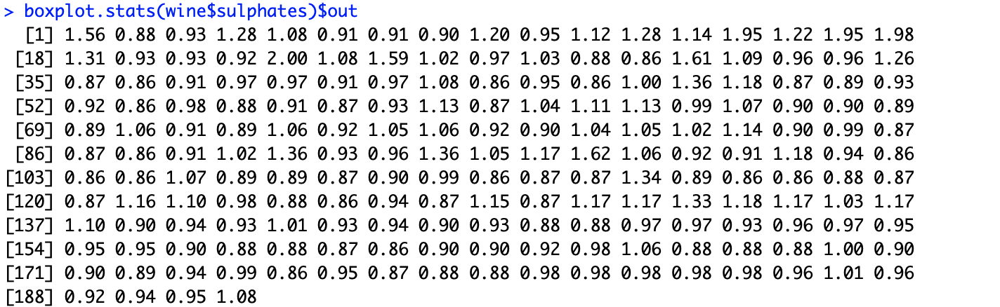 > boxplot.stats(wine$sulphates)$out
[1] 1.56 0.88 0.93 1.28 1.08 0.91 0.91 0.90 1.20 0.95 1.12 1.28 1.14 1.95 1.22 1.95 1.98
[18] 1.31 0.93 0.93 0.92 2.00 1.08 1.59 1.02 0.97 1.03 0.88 0.86 1.61 1.09 0.96 0.96 1.26
[35] 0.87 0.86 0.91 0.97 0.97 0.91 0.97 1.08 0.86 0.95 0.86 1.00 1.36 1.18 0.87 0.89 0.93
[52] 0.92 0.86 0.98 0.88 0.91 0.87 0.93 1.13 0.87 1.04 1.11 1.13 0.99 1.07 0.90 0.90 0.89
[69] 0.89 1.06 0.91 0.89 1.06 0.92 1.05 1.06 0.92 0.90 1.04 1.05 1.02 1.14 0.90 0.99 0.87
[86] 0.87 0.86 0.91 1.02 1.36 0.93 0.96 1.36 1.05 1.17 1.62 1.06 0.92 0.91 1.18 0.94 0.86
[103] 0.86 0.86 1.07 0.89 0.89 0.87 0.90 0.99 0.86 0.87 0.87 1.34 0.89 0.86 0.86 0.88 0.87
[120] 0.87 1.16 1.10 0.98 0.88 0.86 0.94 0.87 1.15 0.87 1.17 1.17 1.33 1.18 1.17 1.03 1.17
[137] 1.10 0.90 0.94 0.93 1.01 0.93 0.94 0.90 0.93 0.88 0.88 0.97 0.97 0.93 0.96 0.97 0.95
[154] 0.95 0.95 0.90 0.88 0.88 0.87 0.86 0.90 0.90 0.92 0.98 1.06 0.88 0.88 0.88 1.00 0.90
[171] 0.90 0.89 0.94 0.99 0.86 0.95 0.87 0.88 0.88 0.98 0.98 0.98 0.98 0.98 0.96 1.01 0.96
[188] 0.92 0.94 0.95 1.08